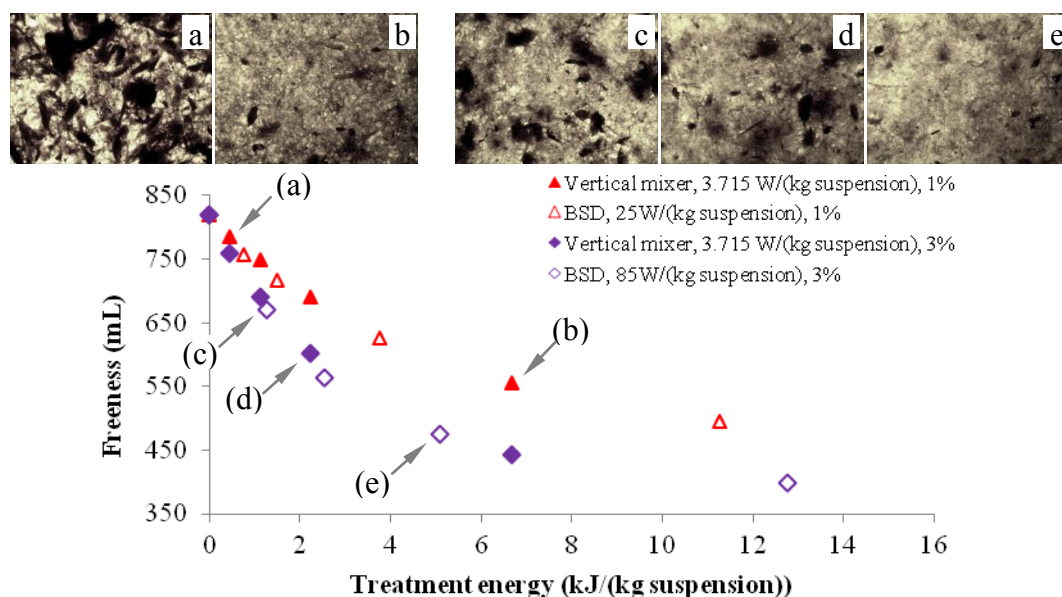 a
b
c
d
e
(a)
▲ Vertical mixer, 3.715 W/(kg suspension), 1%
△ BSD, 25W/(kg suspension), 1%
◆ Vertical mixer, 3.715 W/(kg suspension), 3%
◇ BSD, 85W/(kg suspension), 3%
850
750
650
550
450
350
Freeness (mL)
(b)
(c)
(d)
(e)
0
2
4
6
8
10
12
14
16
Treatment energy (kJ/(kg suspension))